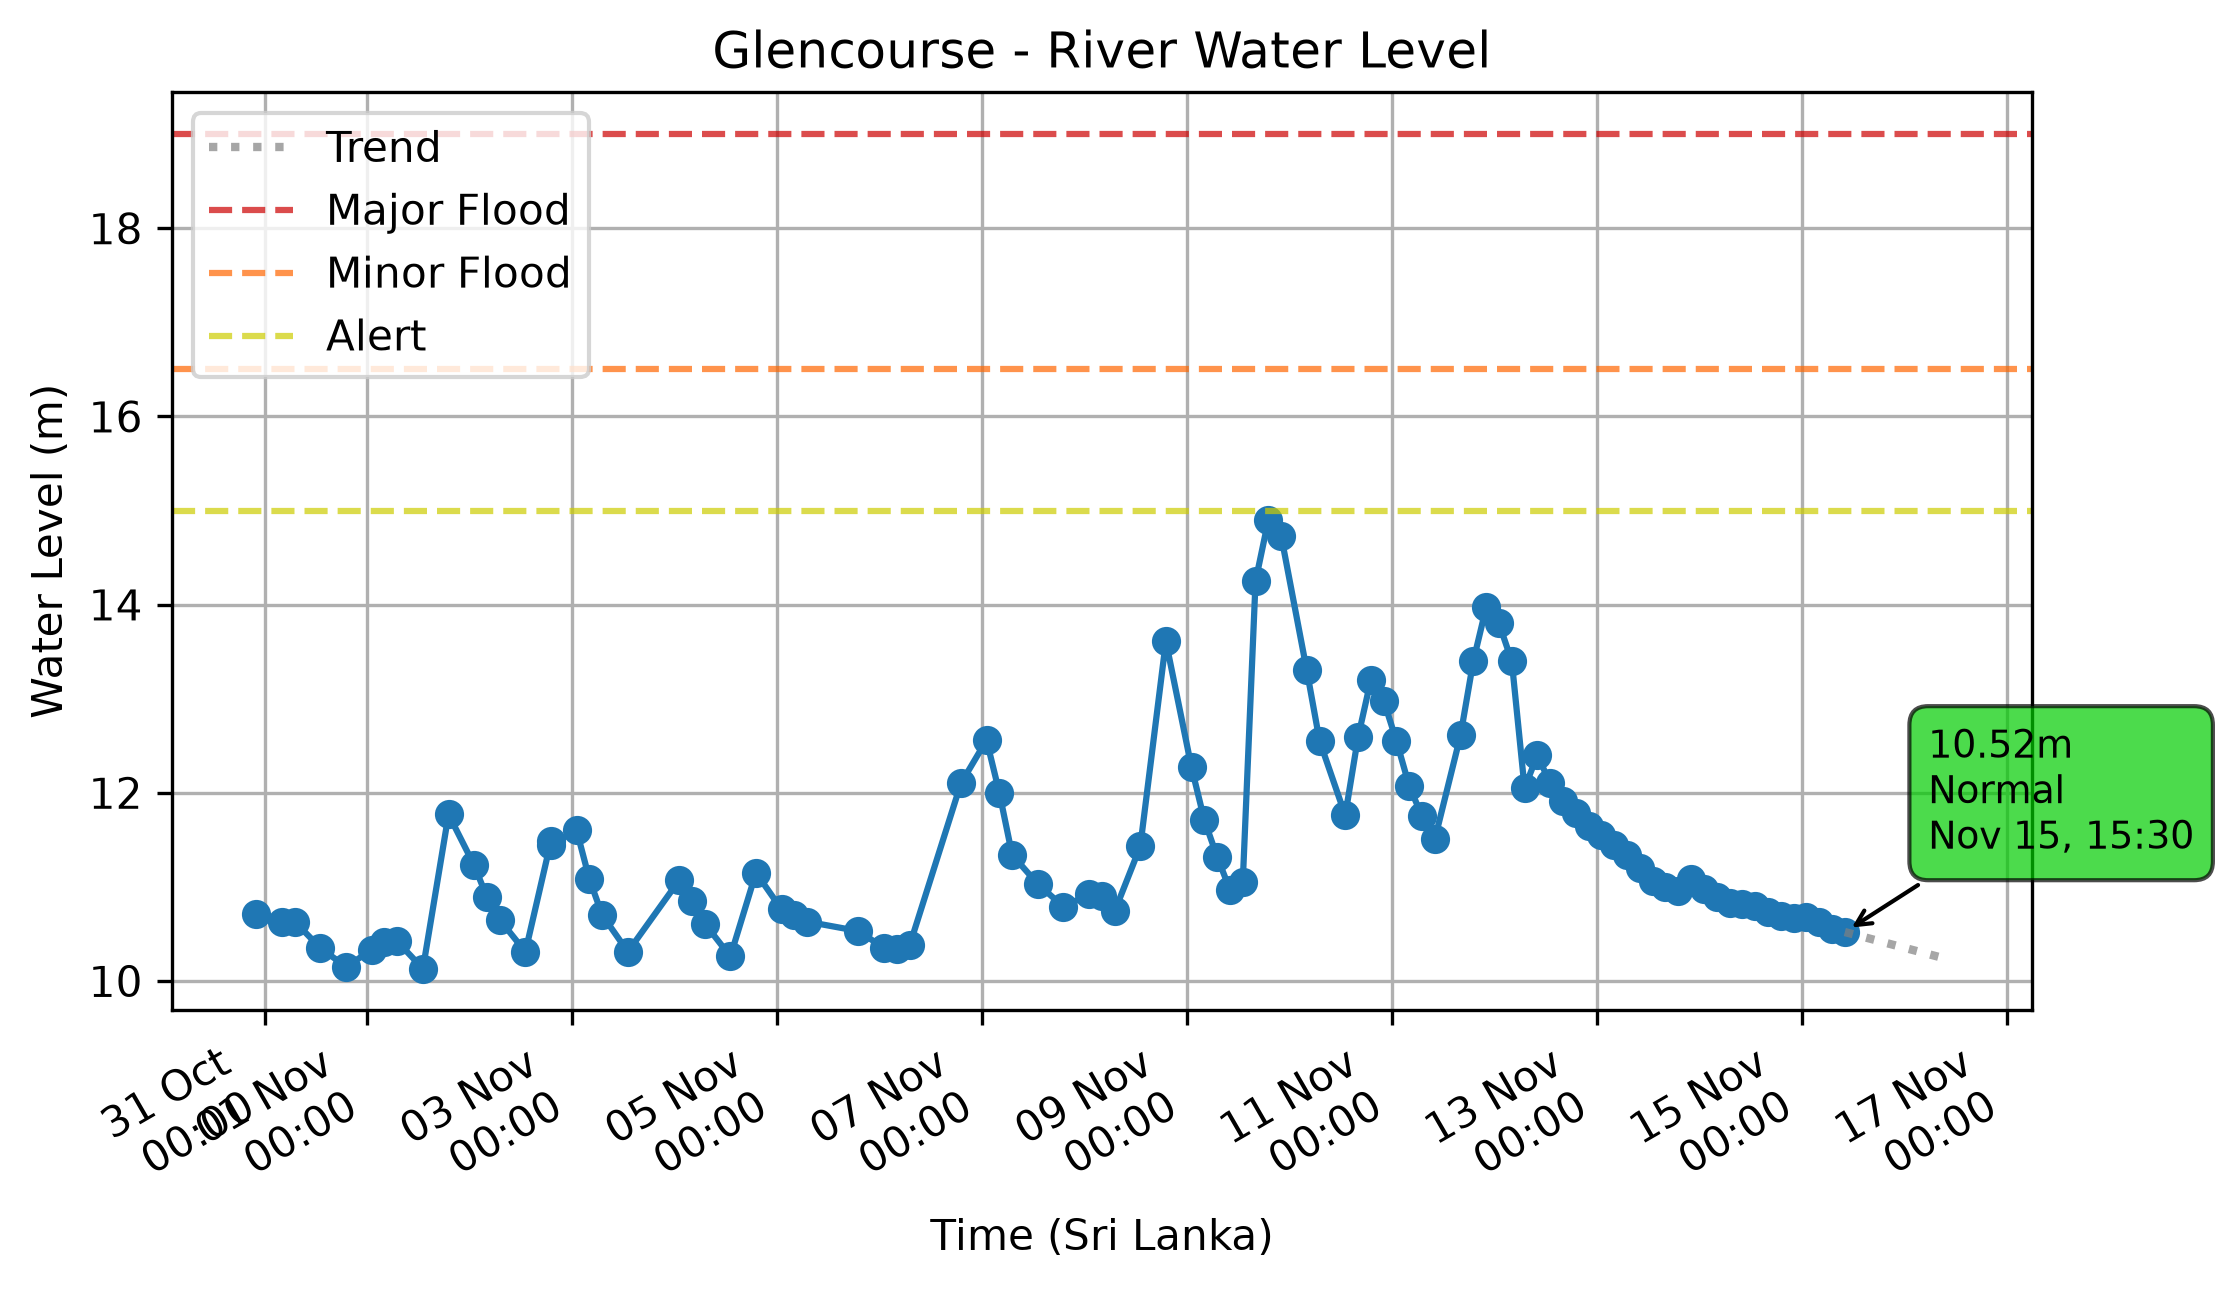 Glencourse - River Water Level
Trend
Major Flood
Minor Flood
Alert
Water Level (m)
18
16
14
12
10
10.52m
Normal
Nov 15, 15:30
31 Oct
00:00
01 Nov
00:00
03 Nov
00:00
05 Nov
00:00
07 Nov
00:00
09 Nov
00:00
11 Nov
00:00
13 Nov
00:00
15 Nov
00:00
17 Nov
00:00
Time (Sri Lanka)